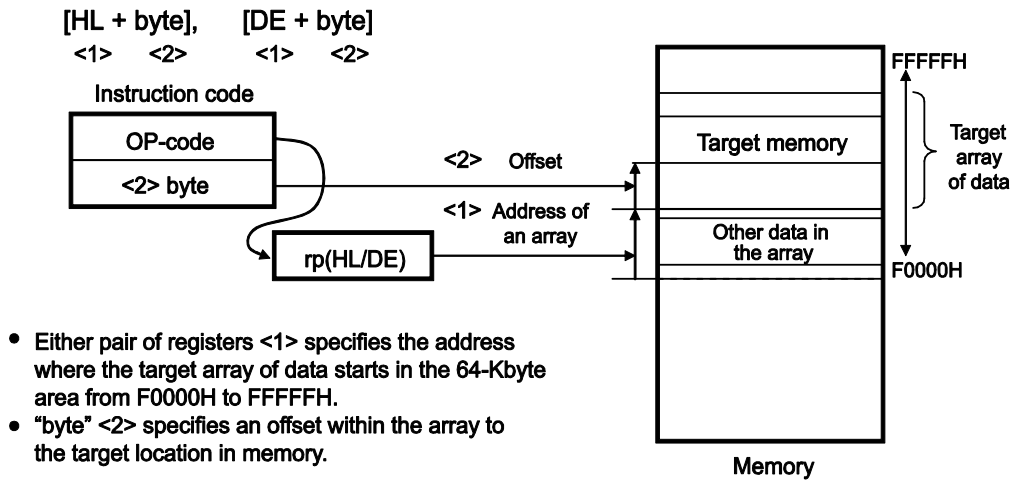 [HL + byte], [DE + byte]
<1> <2> <1> <2>
Instruction code
OP-code
<2> byte
rp(HL/DE)
<2> Offset
<1> Address of
an array
FFFFFH
Target memory
Target
array
of data
Other data in
the array
F0000H
Memory
• Either pair of registers <1> specifies the address
where the target array of data starts in the 64-Kbyte
area from F0000H to FFFFFH.
• “byte” <2> specifies an offset within the array to
the target location in memory.